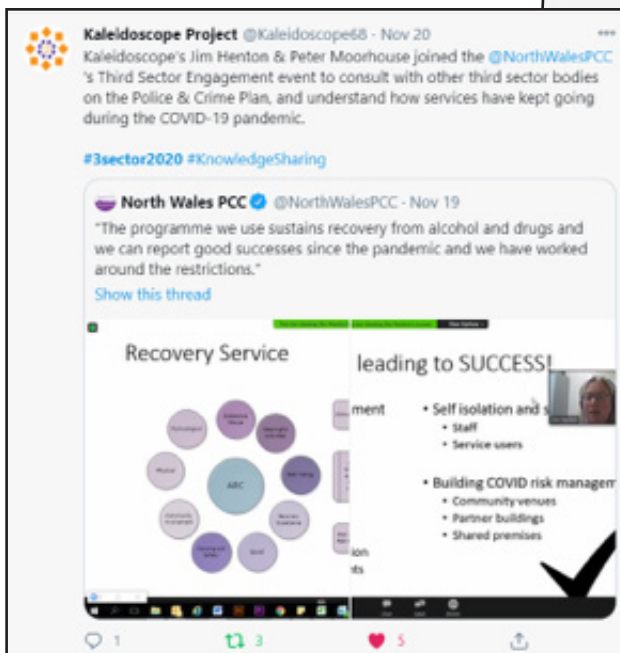 Kaleidoscope Project @Kaleidoscope68 - Nov 20
Kaleidoscope's Jim Henton & Peter Moorhouse joined the @NorthWalesPCC
's Third Sector Engagement event to consult with other third sector bodies
on the Police & Crime Plan, and understand how services have kept going
during the COVID-19 pandemic.
#3sector2020 #KnowledgeSharing
North Wales PCC @NorthWalesPCC - Nov 19
"The programme we use sustains recovery from alcohol and drugs and
we can report good successes since the pandemic and we have worked
around the restrictions."
Show this thread
Recovery Service
ABC
Physical
Social
leading to SUCCESS!
ment
• Self isolation and s
• Staff
• Service users
• Building COVID risk managem
• Community venues
• Partner buildings
• Shared premises
ion
ts
1
3
5